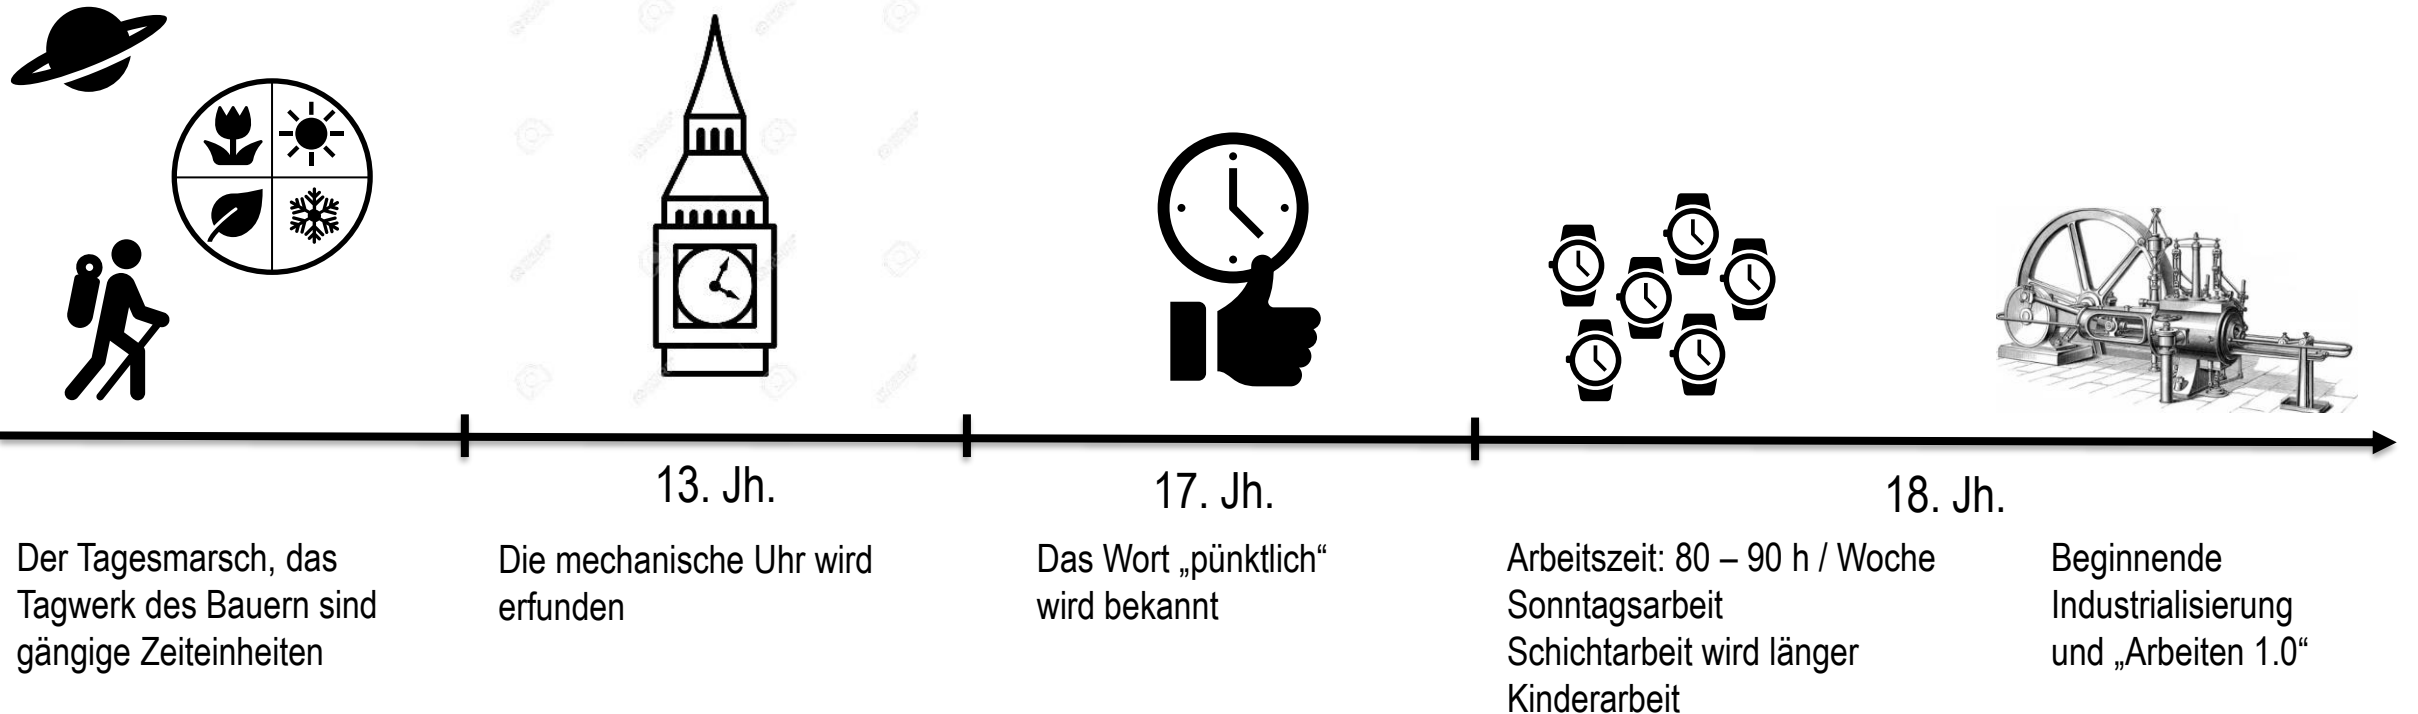 13. Jh.
17. Jh.
18. Jh.
Der Tagesmarsch, das
Tagwerk des Bauern sind
gängige Zeiteinheiten
Die mechanische Uhr wird
erfunden
Das Wort „pünktlich“
wird bekannt
Arbeitszeit: 80 – 90 h / Woche
Sonntagsarbeit
Schichtarbeit wird länger
Kinderarbeit
Beginnende
Industrialisierung
und „Arbeiten 1.0“